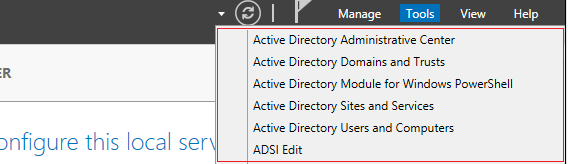 Manage Tools View Help
ER
Active Directory Administrative Center
Active Directory Domains and Trusts
Active Directory Module for Windows PowerShell
Active Directory Sites and Services
Active Directory Users and Computers
onfigure this local serv
ADSI Edit